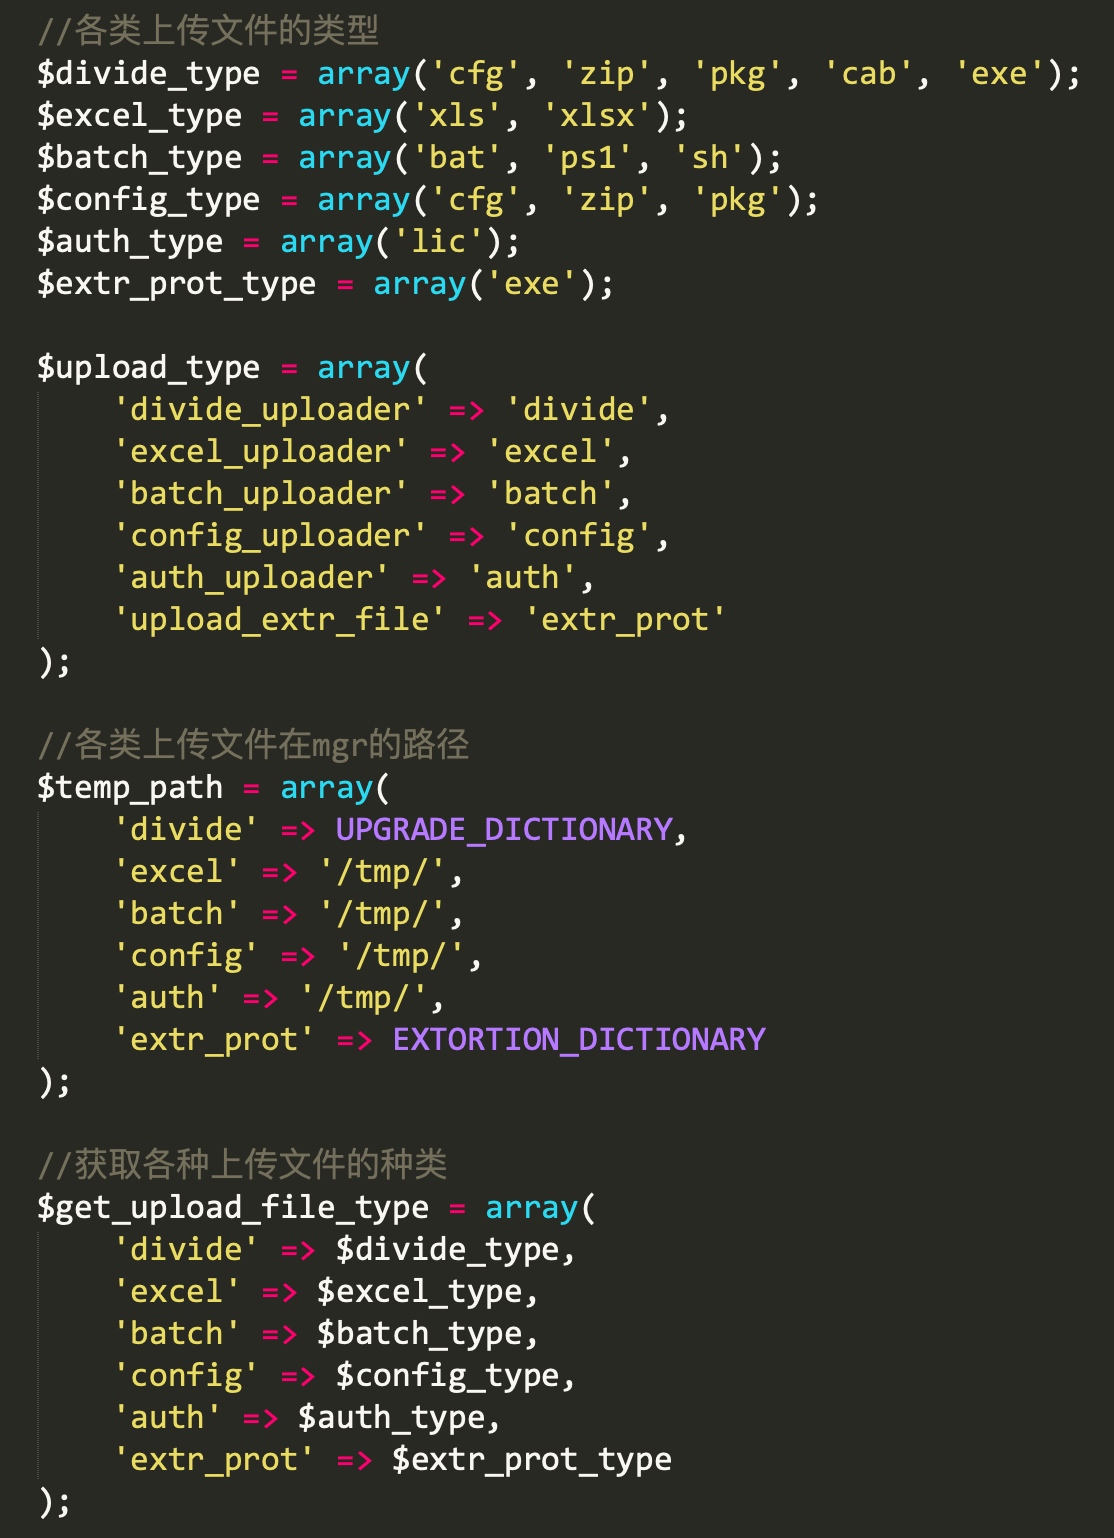 //各类上传文件的类型
$divide_type = array('cfg', 'zip', 'pkg', 'cab', 'exe');
$excel_type = array('xls', 'xlsx');
$batch_type = array('bat', 'ps1', 'sh');
$config_type = array('cfg', 'zip', 'pkg');
$auth_type = array('lic');
$extr_prot_type = array('exe');

$upload_type = array(
    'divide_uploader' => 'divide',
    'excel_uploader' => 'excel',
    'batch_uploader' => 'batch',
    'config_uploader' => 'config',
    'auth_uploader' => 'auth',
    'upload_extr_file' => 'extr_prot'
);

//各类上传文件在mgr的路径
$temp_path = array(
    'divide' => UPGRADE_DICTIONARY,
    'excel' => '/tmp/',
    'batch' => '/tmp/',
    'config' => '/tmp/',
    'auth' => '/tmp/',
    'extr_prot' => EXTORTION_DICTIONARY
);

//获取各种上传文件的种类
$get_upload_file_type = array(
    'divide' => $divide_type,
    'excel' => $excel_type,
    'batch' => $batch_type,
    'config' => $config_type,
    'auth' => $auth_type,
    'extr_prot' => $extr_prot_type
);